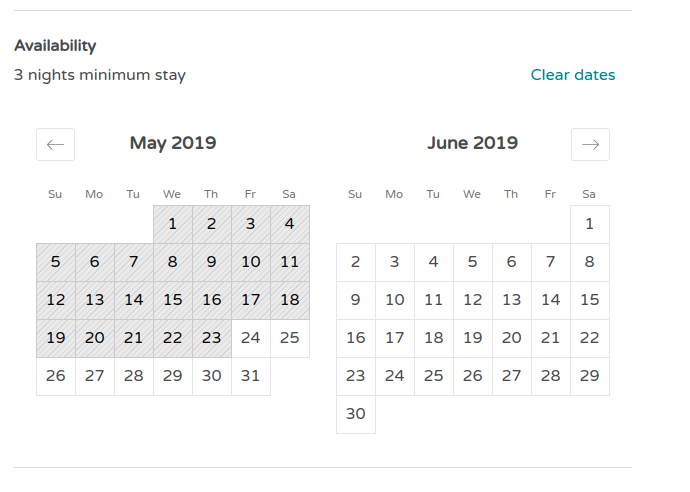 Availability
3 nights minimum stay Clear dates
← May 2019 June 2019 →
Su Mo Tu We Th Fr Sa Su Mo Tu We Th Fr Sa
1 2 3 4 1
5 6 7 8 9 10 11 2 3 4 5 6 7 8
12 13 14 15 16 17 18 9 10 11 12 13 14 15
19 20 21 22 23 24 25 16 17 18 19 20 21 22
26 27 28 29 30 31 23 24 25 26 27 28 29
30